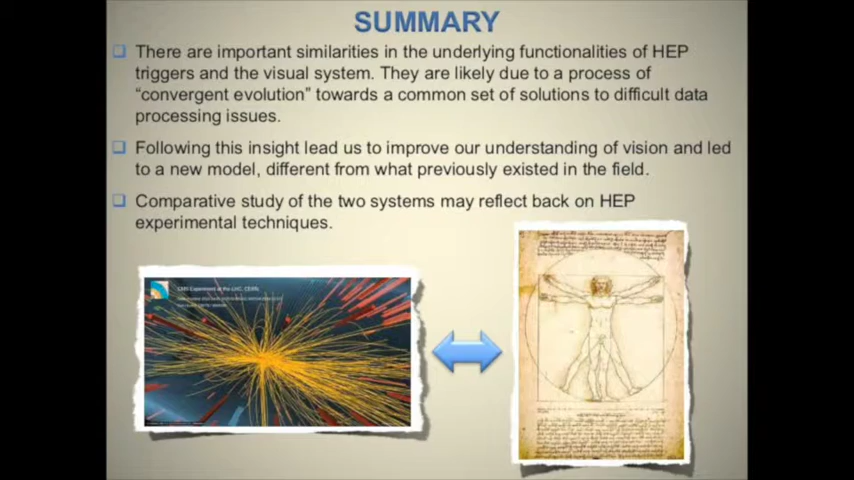 SUMMARY
There are important similarities in the underlying functionalities of HEP
triggers and the visual system. They are likely due to a process of
“convergent evolution” towards a common set of solutions to difficult data
processing issues.
Following this insight lead us to improve our understanding of vision and led
to a new model, different from what previously existed in the field.
Comparative study of the two systems may reflect back on HEP
experimental techniques.
CMS Experiment at the LHC, CERN